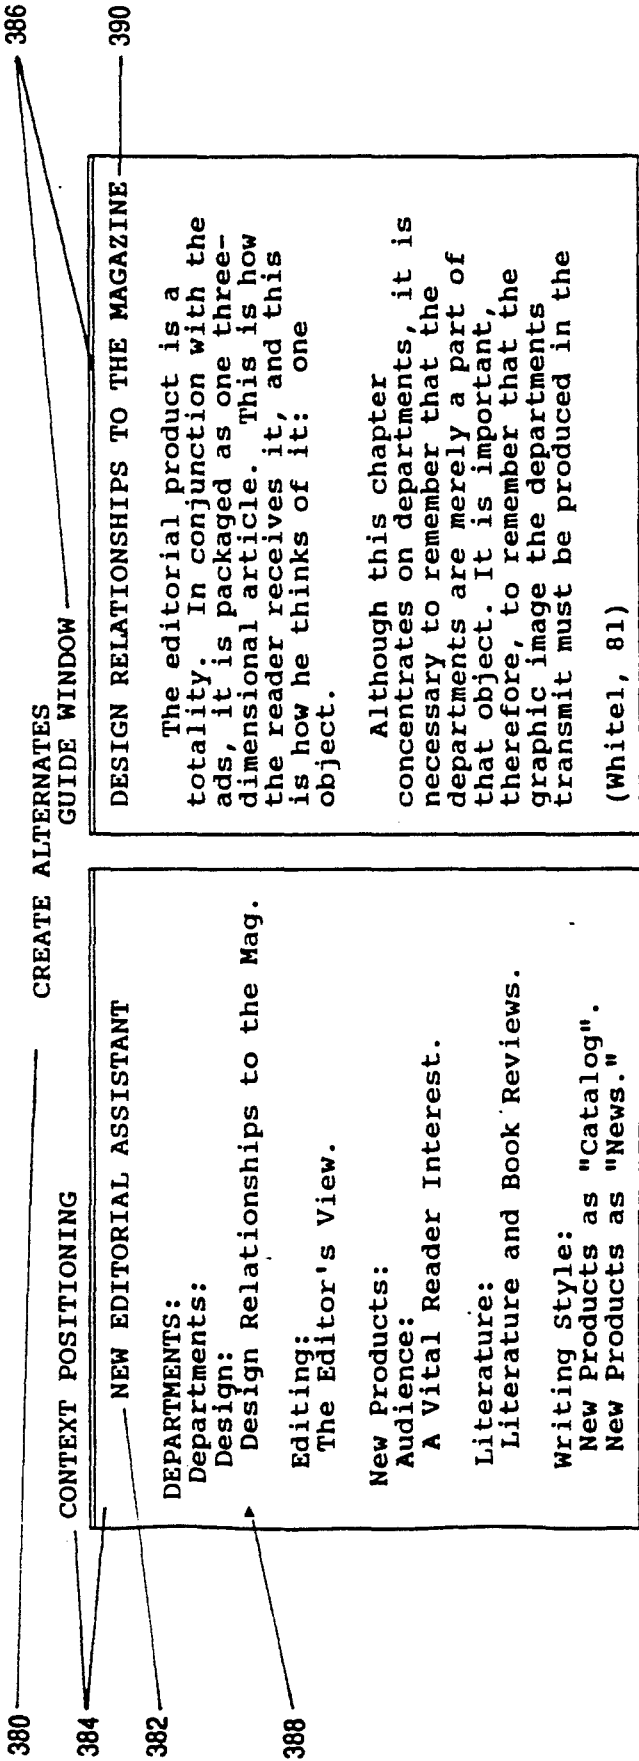 380
CREATE ALTERNATES
384
CONTEXT POSITIONING
GUIDE WINDOW
386
382
NEW EDITORIAL ASSISTANT
DEPARTMENTS:
Departments:
Design:
Design Relationships to the Mag.
388
Editing:
The Editor's View.
New Products:
Audience:
A Vital Reader Interest.
Literature:
Literature and Book Reviews.
Writing Style:
New Products as "Catalog".
New Products as "News."
DESIGN RELATIONSHIPS TO THE MAGAZINE
390
The editorial product is a
totality. In conjunction with the
ads, it is packaged as one three-
dimensional article. This is how
the reader receives it, and this
is how he thinks of it: one
object.
Although this chapter
concentrates on departments, it is
necessary to remember that the
departments are merely a part of
that object. It is important,
therefore, to remember that the
graphic image the departments
transmit must be produced in the
(Whitel, 81)